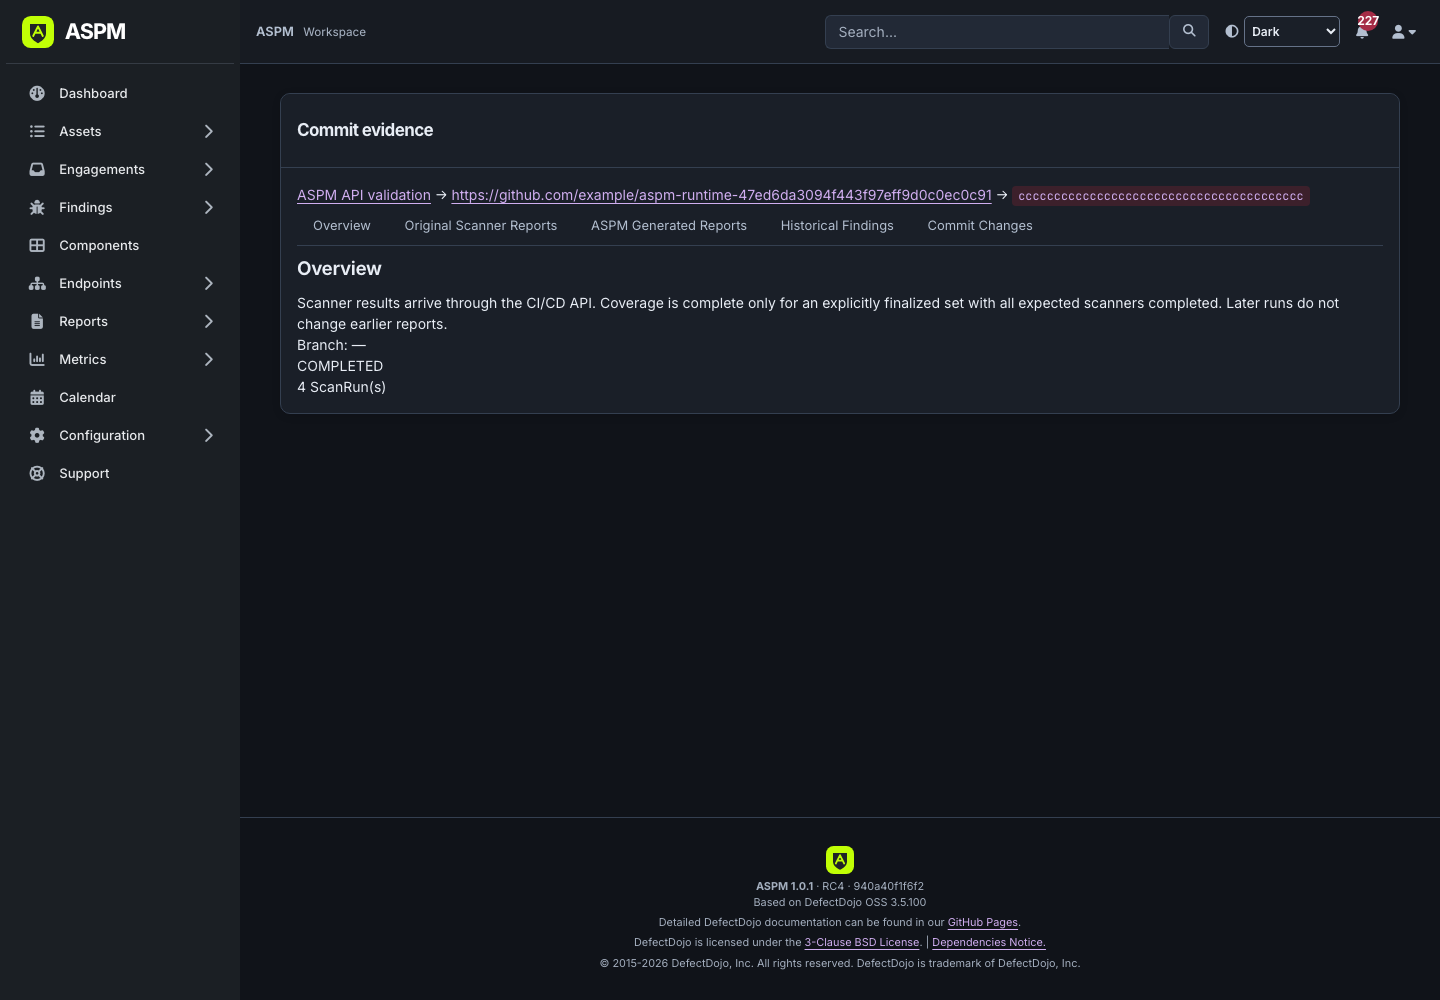 ASPM
ASPM Workspace
Search...
Dark
227
Dashboard
Assets
Engagements
Findings
Components
Endpoints
Reports
Metrics
Calendar
Configuration
Support
Commit evidence
ASPM API validation → https://github.com/example/aspm-runtime-47ed6da3094f443f97eff9d0c0ec0c91 → cccccccccccccccccccccccccccccccccccccccc
Overview Original Scanner Reports ASPM Generated Reports Historical Findings Commit Changes
Overview
Scanner results arrive through the CI/CD API. Coverage is complete only for an explicitly finalized set with all expected scanners completed. Later runs do not
change earlier reports.
Branch: —
COMPLETED
4 ScanRun(s)
ASPM 1.0.1 · RC4 · 940a40f1f6f2
Based on DefectDojo OSS 3.5.100
Detailed DefectDojo documentation can be found in our GitHub Pages.
DefectDojo is licensed under the 3-Clause BSD License. | Dependencies Notice.
© 2015-2026 DefectDojo, Inc. All rights reserved. DefectDojo is trademark of DefectDojo, Inc.